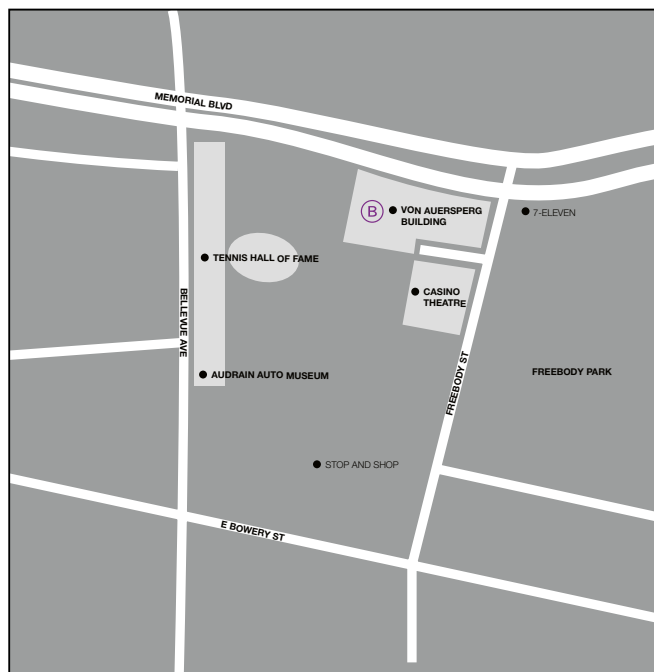 MEMORIAL BLVD
B
VON AUERSPERG
BUILDING
7-ELEVEN
TENNIS HALL OF FAME
CASINO
THEATRE
BELLEVUE AVE
FREEBODY ST
AUDRAIN AUTO MUSEUM
FREEBODY PARK
STOP AND SHOP
E BOWERY ST